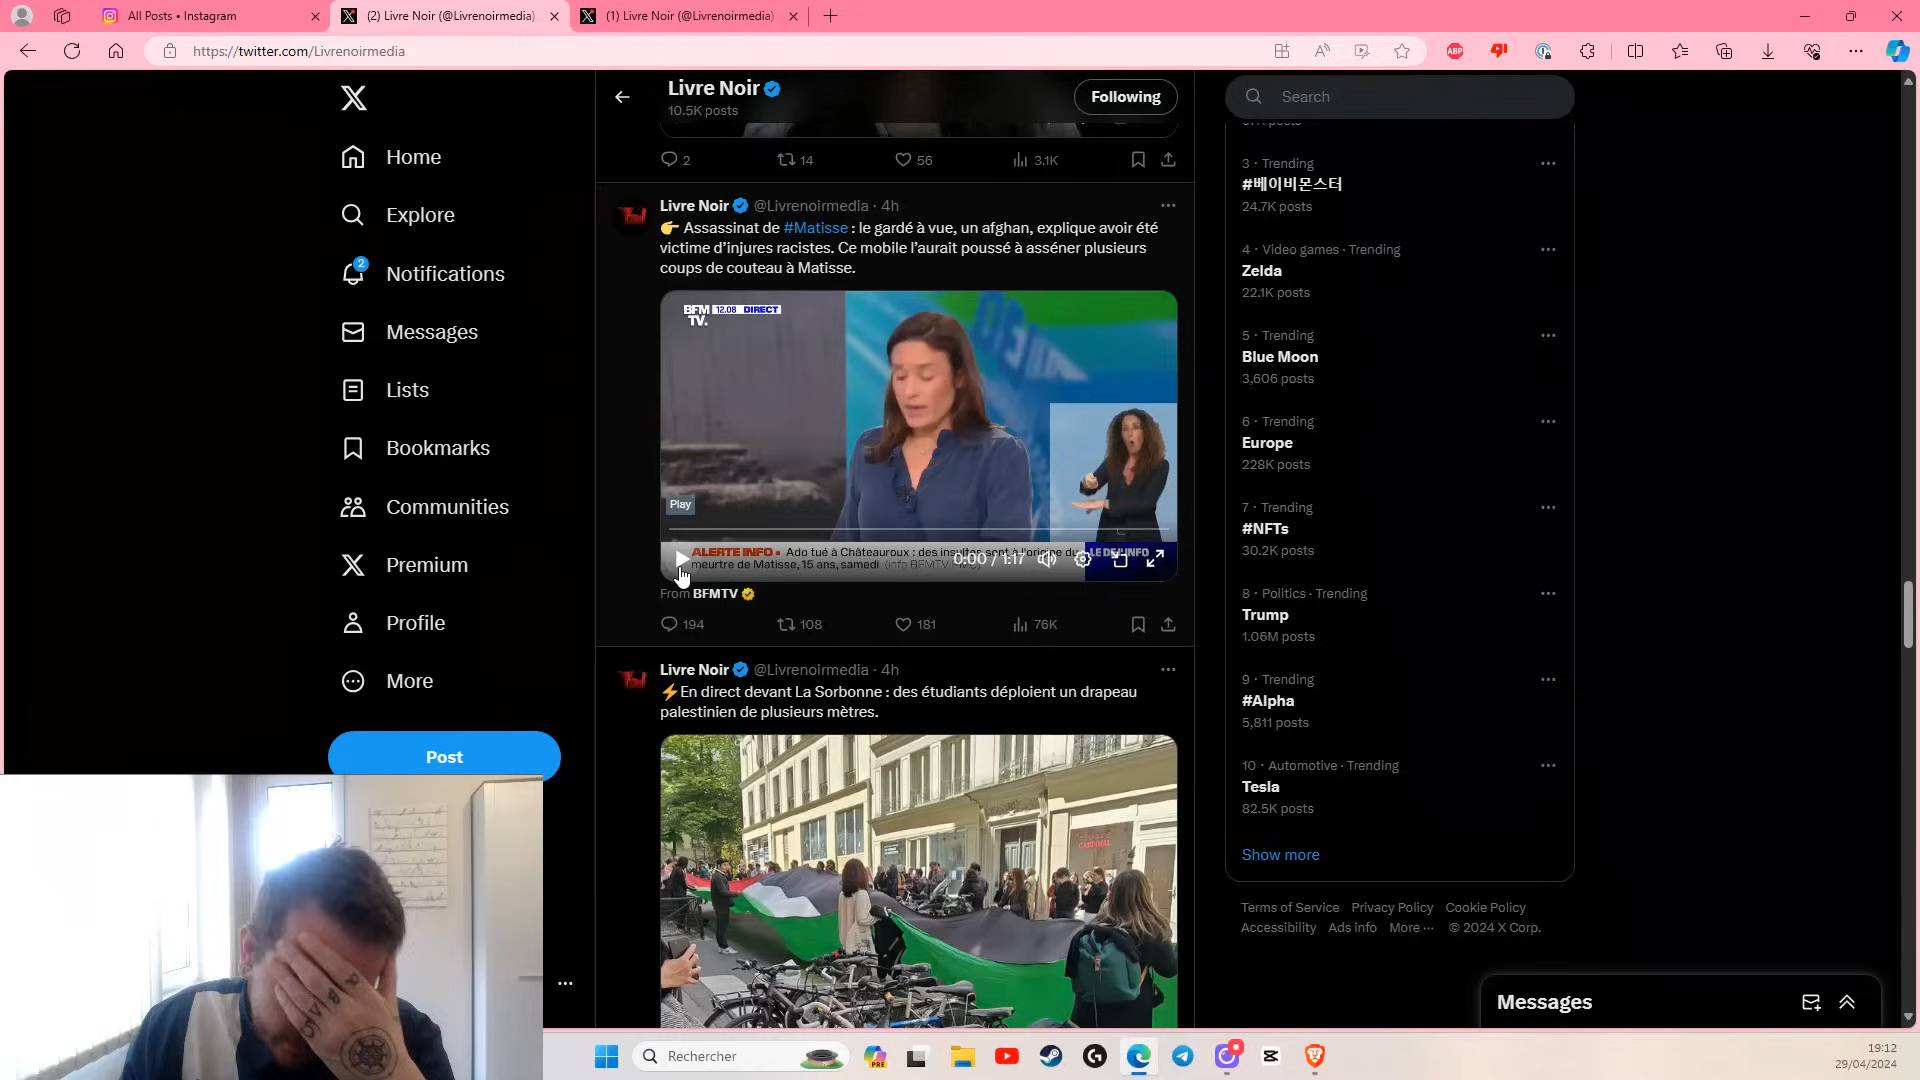 All Posts • Instagram
(2) Livre Noir (@Livrenoirmedia)
(1) Livre Noir (@Livrenoirmedia)
https://twitter.com/Livrenoirmedia
ABP
Home
Explore
2
Notifications
Messages
Lists
Bookmarks
Communities
Premium
Profile
More
Post
Livre Noir
10.5K posts
Following
2 14 56 3.1K
Livre Noir @Livrenoirmedia · 4h
👉 Assassinat de #Matisse : le gardé à vue, un afghan, explique avoir été
victime d’injures racistes. Ce mobile l’aurait poussé à asséner plusieurs
coups de couteau à Matisse.
BFM 12.08 DIRECT
TV.
Play
ALERTE INFO • Ado tué à Châteauroux : des insultes sont à l'origine du
meurtre de Matisse, 15 ans, samedi
0:00 / 1:17
From BFMTV
194 108 181 76K
Livre Noir @Livrenoirmedia · 4h
⚡En direct devant La Sorbonne : des étudiants déploient un drapeau
palestinien de plusieurs mètres.
Search
3 · Trending
#베이비몬스터
24.7K posts
4 · Video games · Trending
Zelda
22.1K posts
5 · Trending
Blue Moon
3,606 posts
6 · Trending
Europe
228K posts
7 · Trending
#NFTs
30.2K posts
8 · Politics · Trending
Trump
1.06M posts
9 · Trending
#Alpha
5,811 posts
10 · Automotive · Trending
Tesla
82.5K posts
Show more
Terms of Service Privacy Policy Cookie Policy
Accessibility Ads info More ··· © 2024 X Corp.
Messages
Rechercher
PRE
19:12
29/04/2024